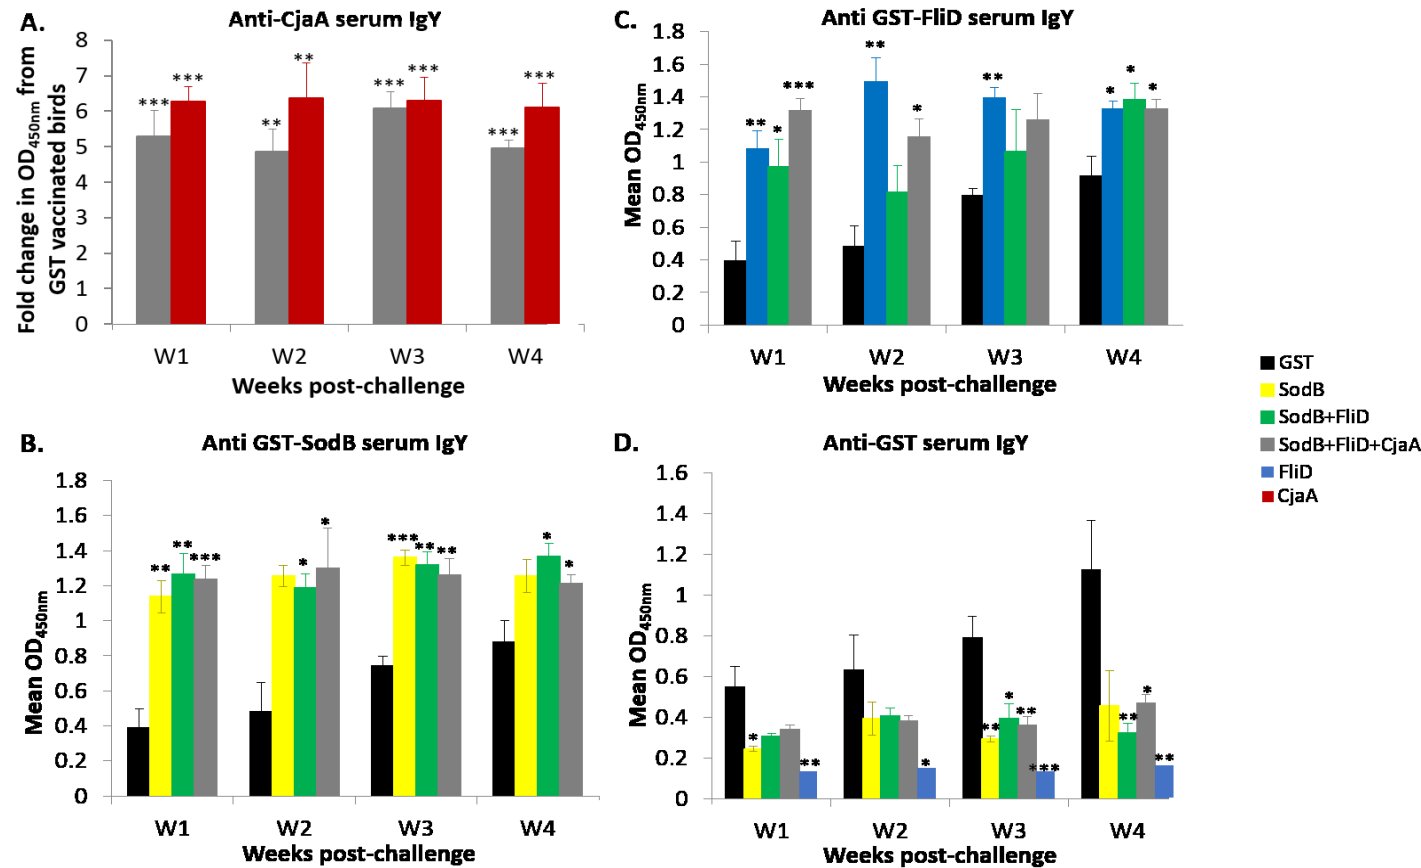 A.
Anti-CjaA serum IgY
Fold change in OD450nm from
GST vaccinated birds
8
7
6
5
4
3
2
1
0
*** *** ** ** *** *** *** ***
W1 W2 W3 W4
Weeks post-challenge
C.
Anti GST-FliD serum IgY
Mean OD450nm
1.8
1.6
1.4
1.2
1
0.8
0.6
0.4
0.2
0
** * *** ** * ** * * *
W1 W2 W3 W4
Weeks post-challenge
GST
SodB
SodB+FliD
SodB+FliD+CjaA
FliD
CjaA
B.
Anti GST-SodB serum IgY
Mean OD450nm
1.8
1.6
1.4
1.2
1
0.8
0.6
0.4
0.2
0
** ** *** * * *** ** ** * *
W1 W2 W3 W4
Weeks post-challenge
D.
Anti-GST serum IgY
Mean OD450nm
1.6
1.4
1.2
1
0.8
0.6
0.4
0.2
0
* ** * ** * ** *** ** * **
W1 W2 W3 W4
Weeks post-challenge